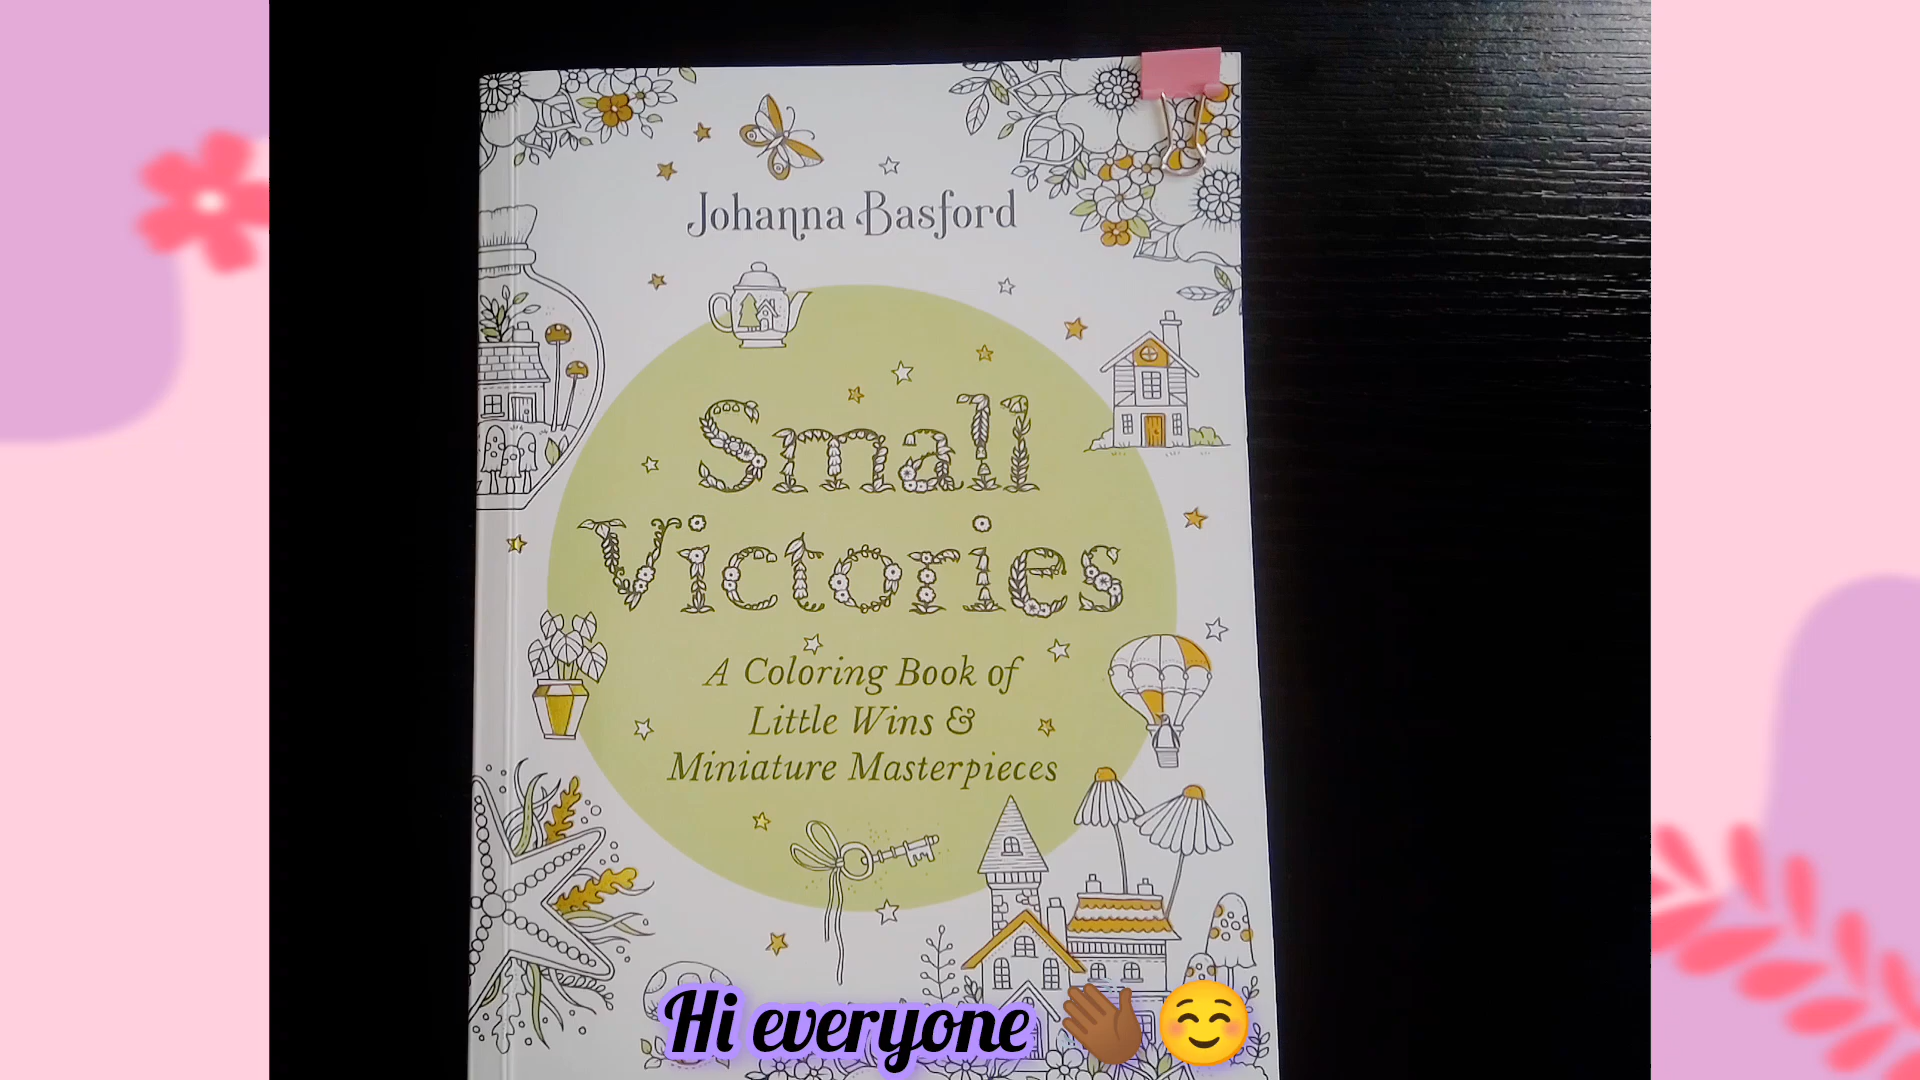 Johanna Basford
Small
Victories
A Coloring Book of
Little Wins &
Miniature Masterpieces
Hi everyone 👋🏾 ☺️